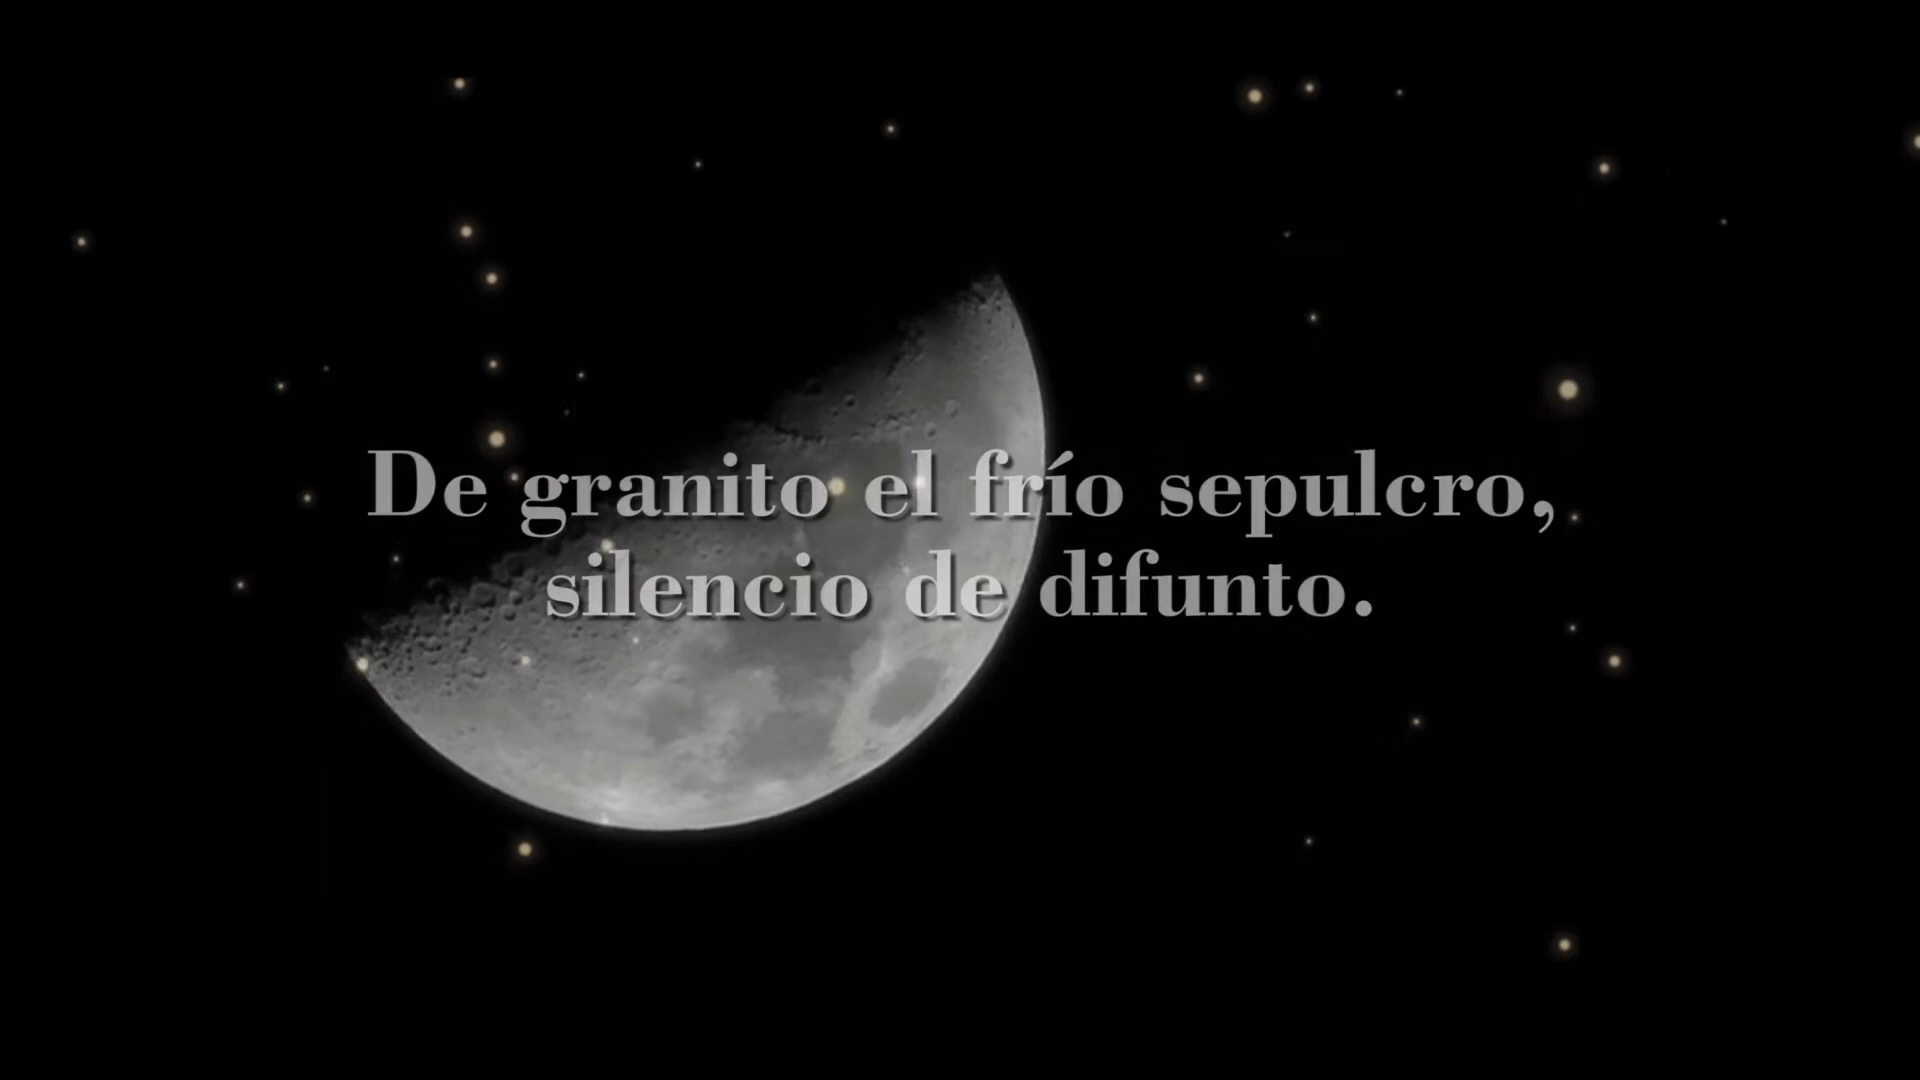 De granito el frío sepulcro,
silencio de difunto.